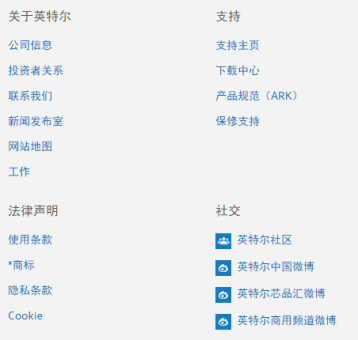 关于英特尔
公司信息
投资者关系
联系我们
新闻发布室
网站地图
工作
支持
支持主页
下载中心
产品规范（ARK）
保修支持
法律声明
使用条款
*商标
隐私条款
Cookie
社交
英特尔社区
英特尔中国微博
英特尔芯品汇微博
英特尔商用频道微博